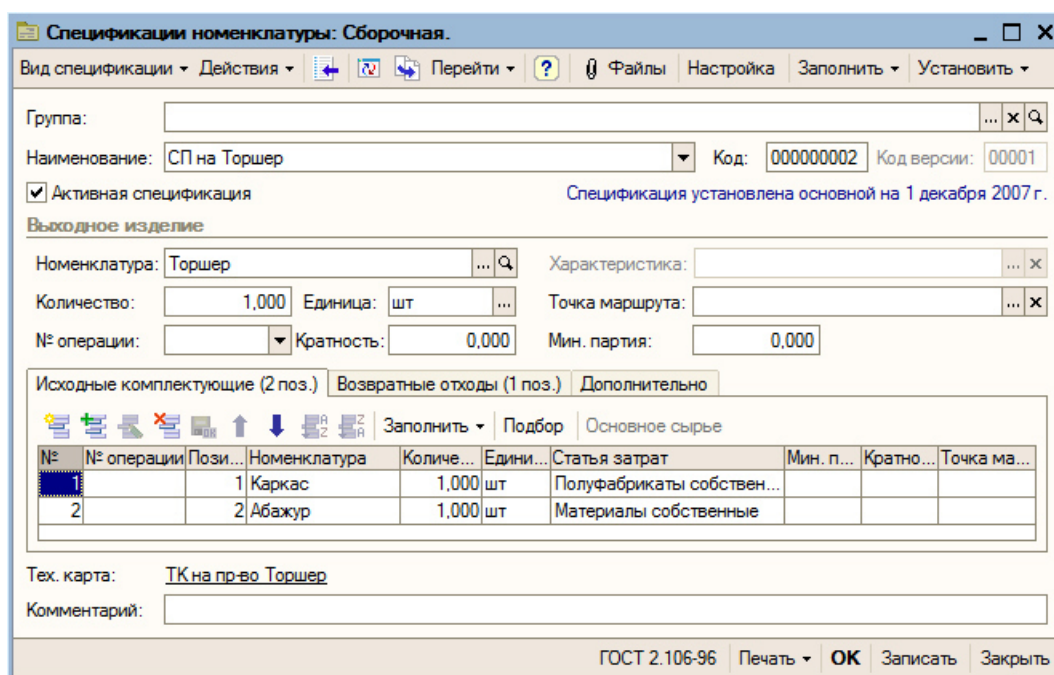 Спецификации номенклатуры: Сборочная.
Вид спецификации Действия Перейти ? Файлы Настройка Заполнить Установить
Группа: ...
Наименование: СП на Торшер Код: 000000002 Код версии: 00001
Активная спецификация Спецификация установлена основной на 1 декабря 2007 г.
Выходное изделие
Номенклатура: Торшер ... Характеристика: ...
Количество: 1,000 Единица: шт ... Точка маршрута: ...
№ операции: Кратность: 0,000 Мин. партия: 0,000
Исходные комплектующие (2 поз.) Возвратные отходы (1 поз.) Дополнительно
Заполнить Подбор Основное сырье
№ № операции Пози... Номенклатура Количе... Едини... Статья затрат Мин. п... Кратно... Точка ма...
1 1 Каркас 1,000 шт Полуфабрикаты собствен...
2 2 Абажур 1,000 шт Материалы собственные
Тех. карта: ТК на пр-во Торшер
Комментарий:
ГОСТ 2.106-96 Печать OK Записать Закрыть